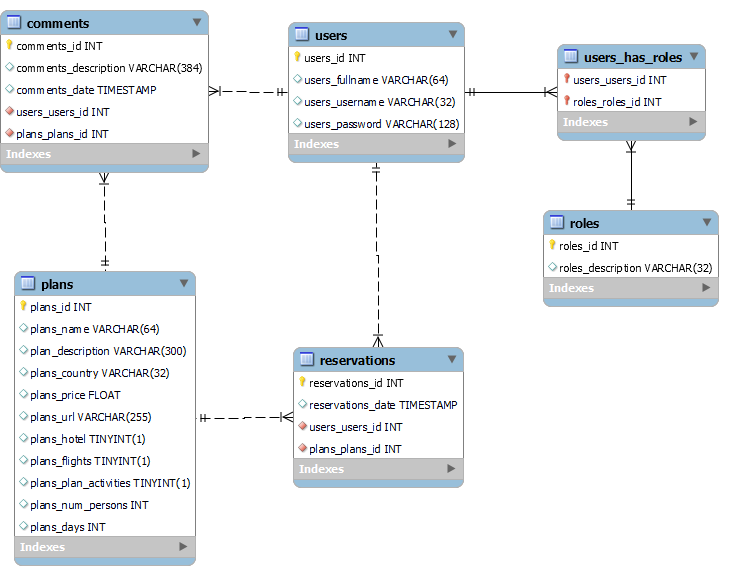 comments
comments_id INT
comments_description VARCHAR(384)
comments_date TIMESTAMP
users_users_id INT
plans_plans_id INT
Indexes
users
users_id INT
users_fullname VARCHAR(64)
users_username VARCHAR(32)
users_password VARCHAR(128)
Indexes
users_has_roles
users_users_id INT
roles_roles_id INT
Indexes
roles
roles_id INT
roles_description VARCHAR(32)
Indexes
plans
plans_id INT
plans_name VARCHAR(64)
plan_description VARCHAR(300)
plans_country VARCHAR(32)
plans_price FLOAT
plans_url VARCHAR(255)
plans_hotel TINYINT(1)
plans_flights TINYINT(1)
plans_plan_activities TINYINT(1)
plans_num_persons INT
plans_days INT
Indexes
reservations
reservations_id INT
reservations_date TIMESTAMP
users_users_id INT
plans_plans_id INT
Indexes